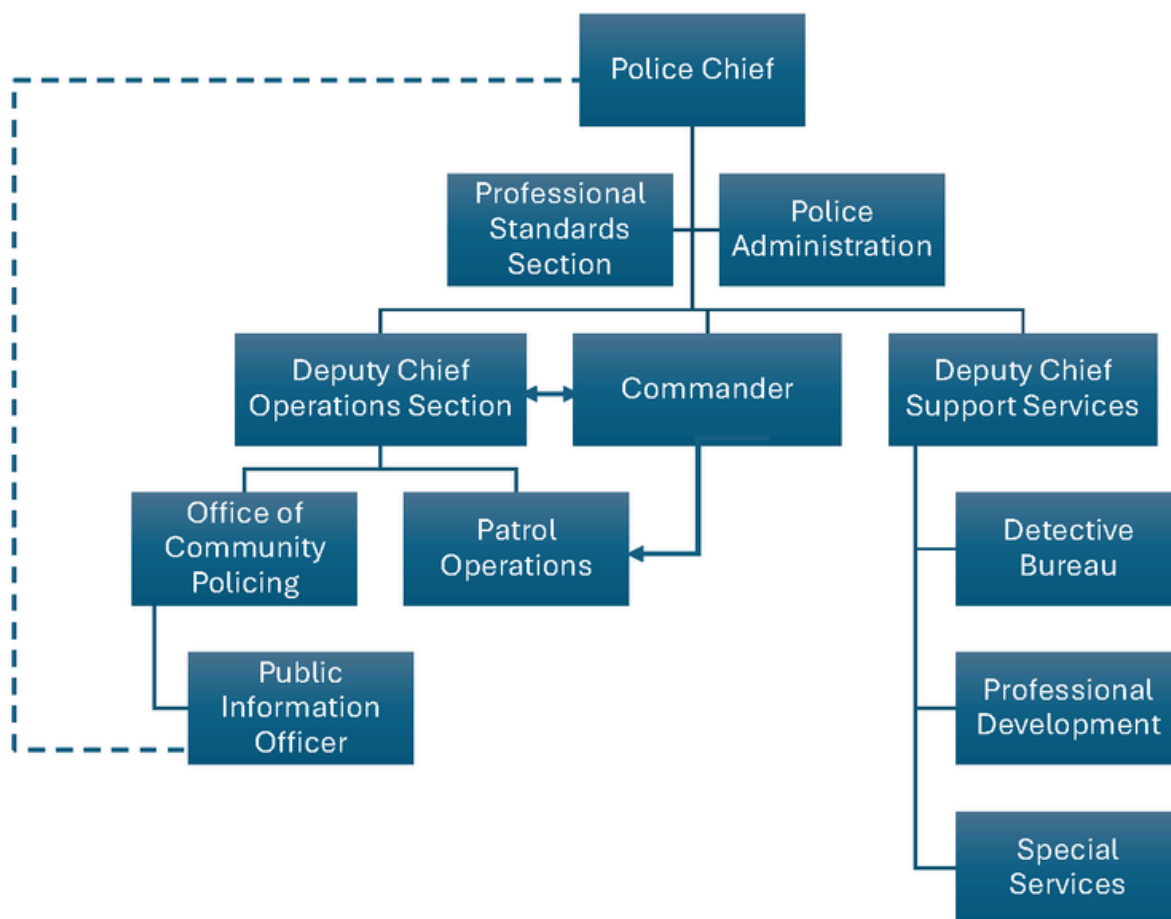 Police Chief
Professional
Standards
Section
Police
Administration
Deputy Chief
Operations Section
Commander
Deputy Chief
Support Services
Office of
Community
Policing
Patrol
Operations
Detective
Bureau
Public
Information
Officer
Professional
Development
Special
Services